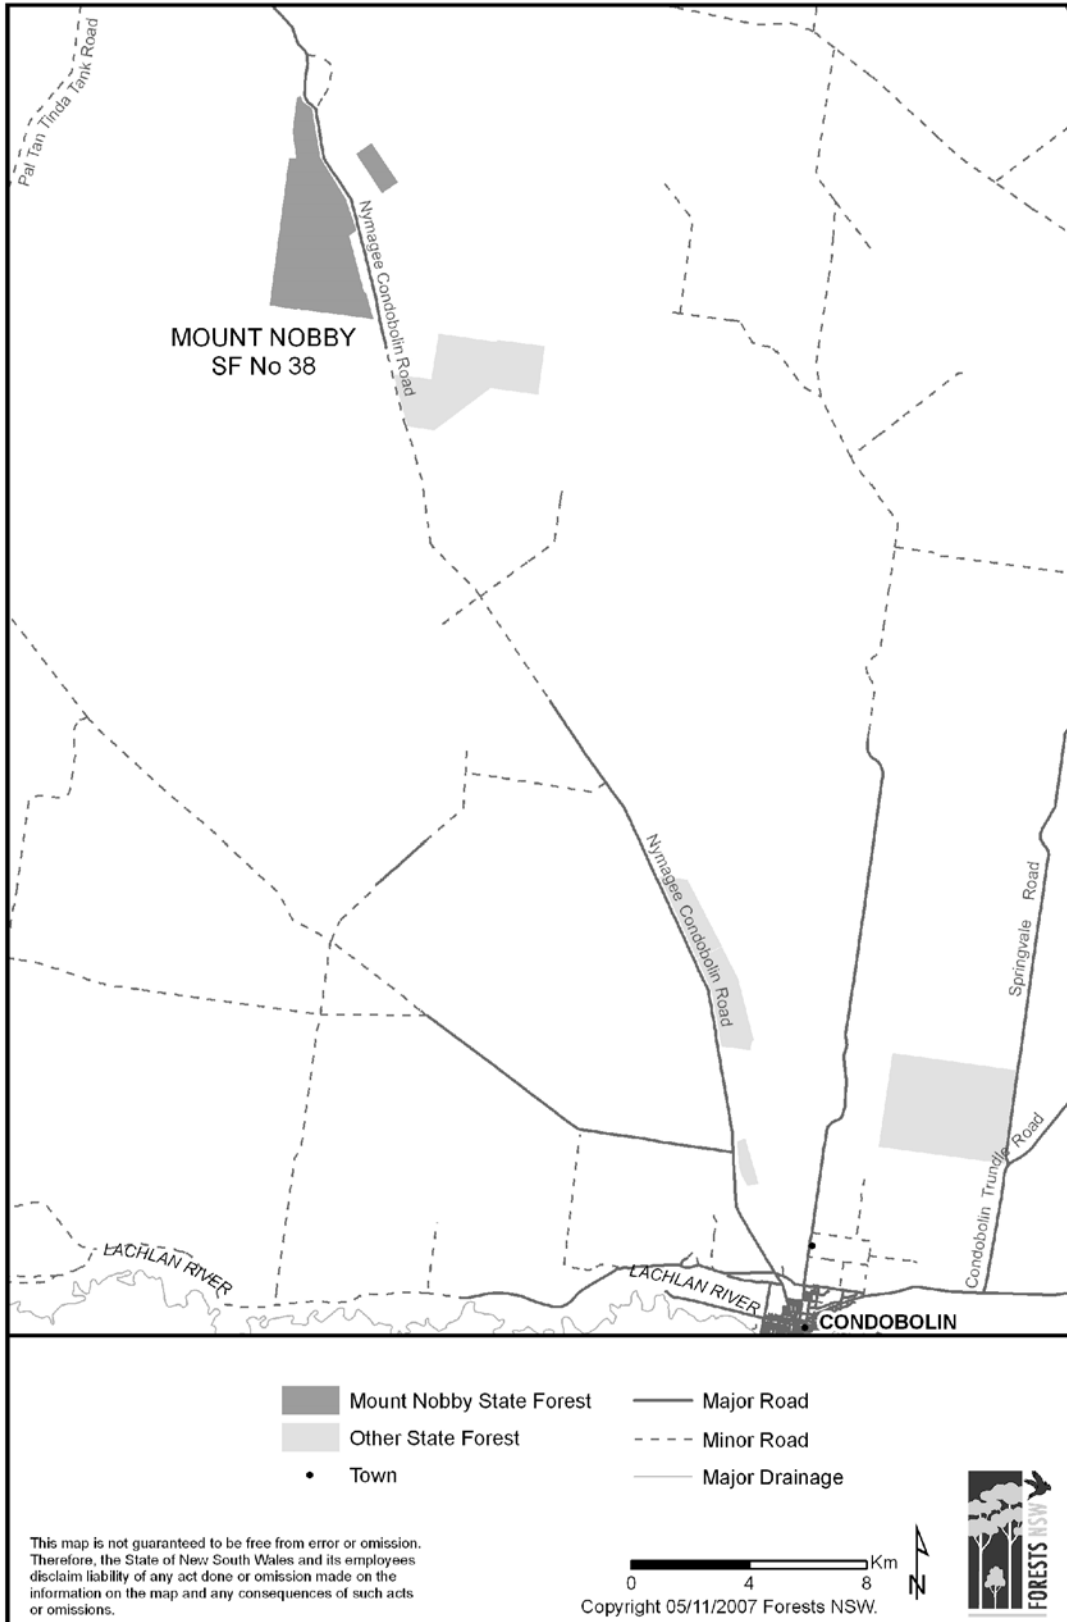 Pal Tan Tinda Tank Road
Nymagee Condobolin Road
MOUNT NOBBY
SF No 38
Nymagee Condobolin Road
Springvale Road
Condobolin Trundle Road
LACHLAN RIVER
LACHLAN RIVER
CONDOBOLIN
Mount Nobby State Forest
Other State Forest
Town
Major Road
Minor Road
Major Drainage
This map is not guaranteed to be free from error or omission.
Therefore, the State of New South Wales and its employees
disclaim liability of any act done or omission made on the
information on the map and any consequences of such acts
or omissions.
Km
0 4 8
Copyright 05/11/2007 Forests NSW.
N
FORESTS NSW